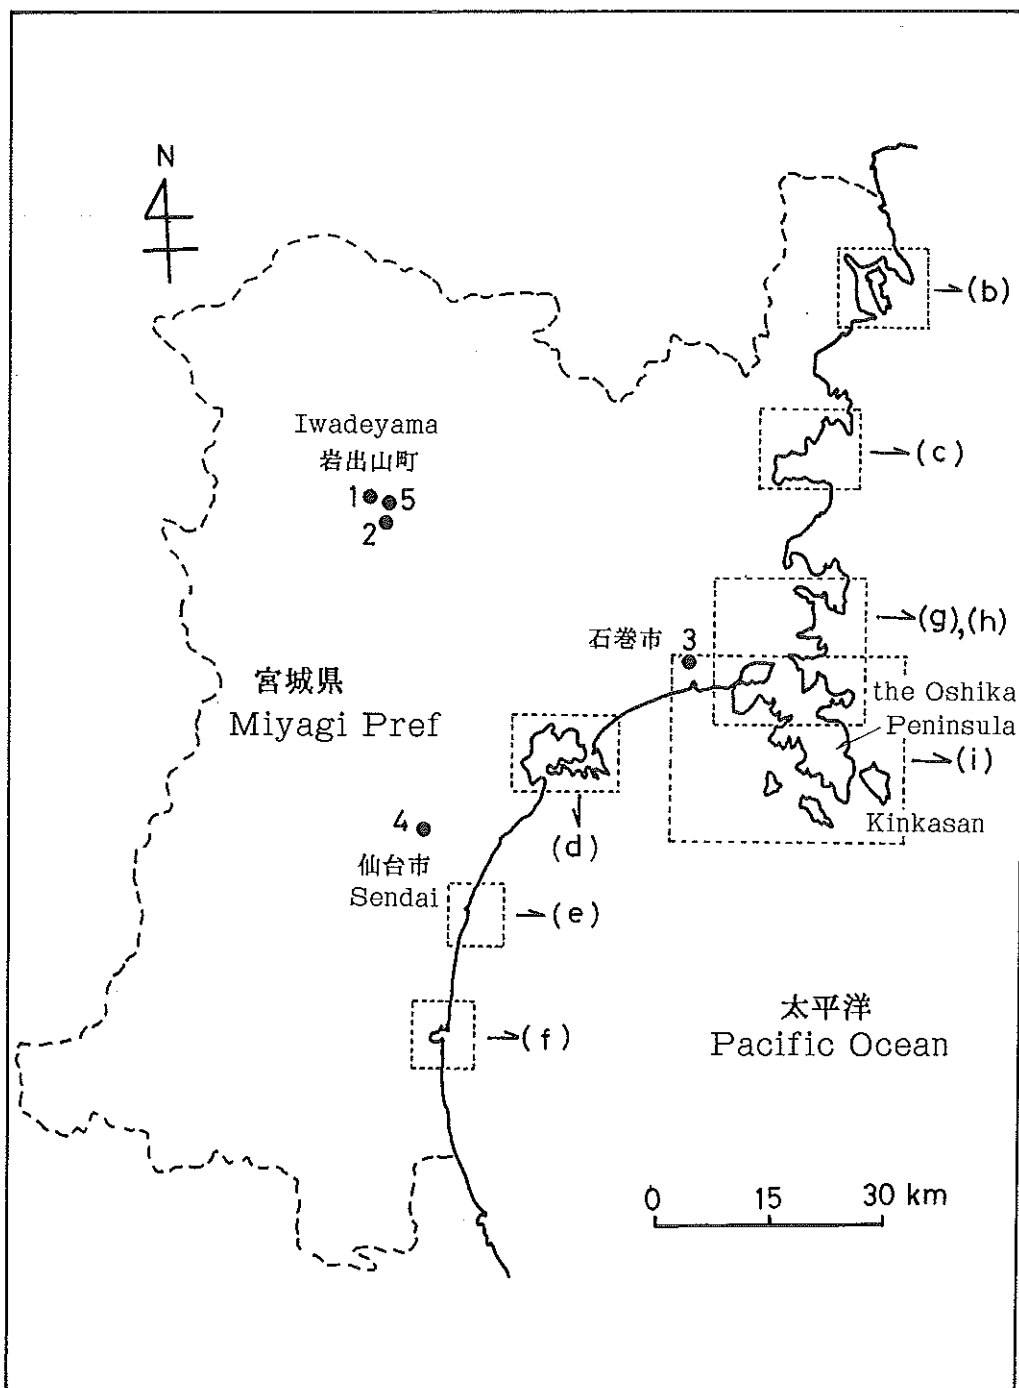 N
(b)
Iwadeyama
岩出山町
(c)
1
5
2
(g),(h)
石巻市
3
宮城県
Miyagi Pref
the Oshika
Peninsula
(i)
Kinkasan
4
(d)
仙台市
Sendai
(e)
太平洋
Pacific Ocean
(f)
0 15 30 km